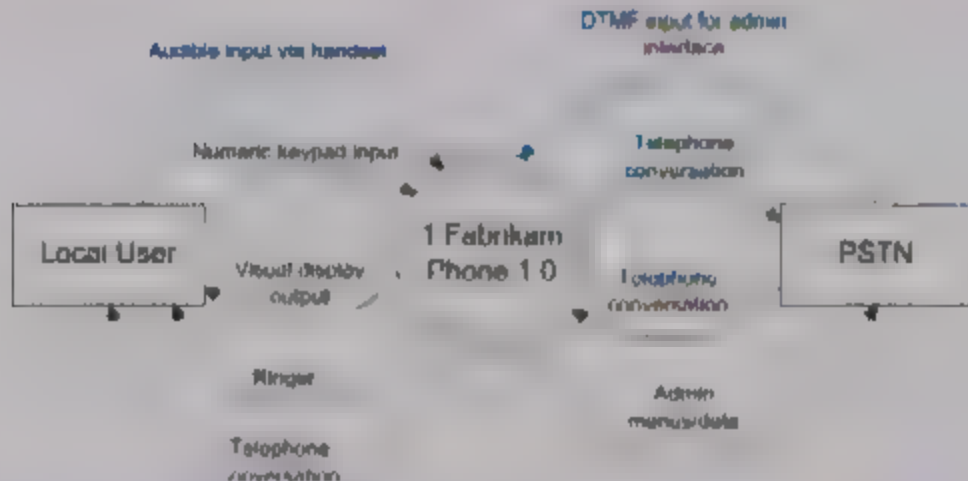 DTMF input for admin
interface
Audible input via handset
Numeric keypad input
Telephone
conversation
Local User
1 Fabrikam
Phone 1.0
PSTN
Visual display
output
Telephone
conversation
Ringer
Admin
menus/data
Telephone